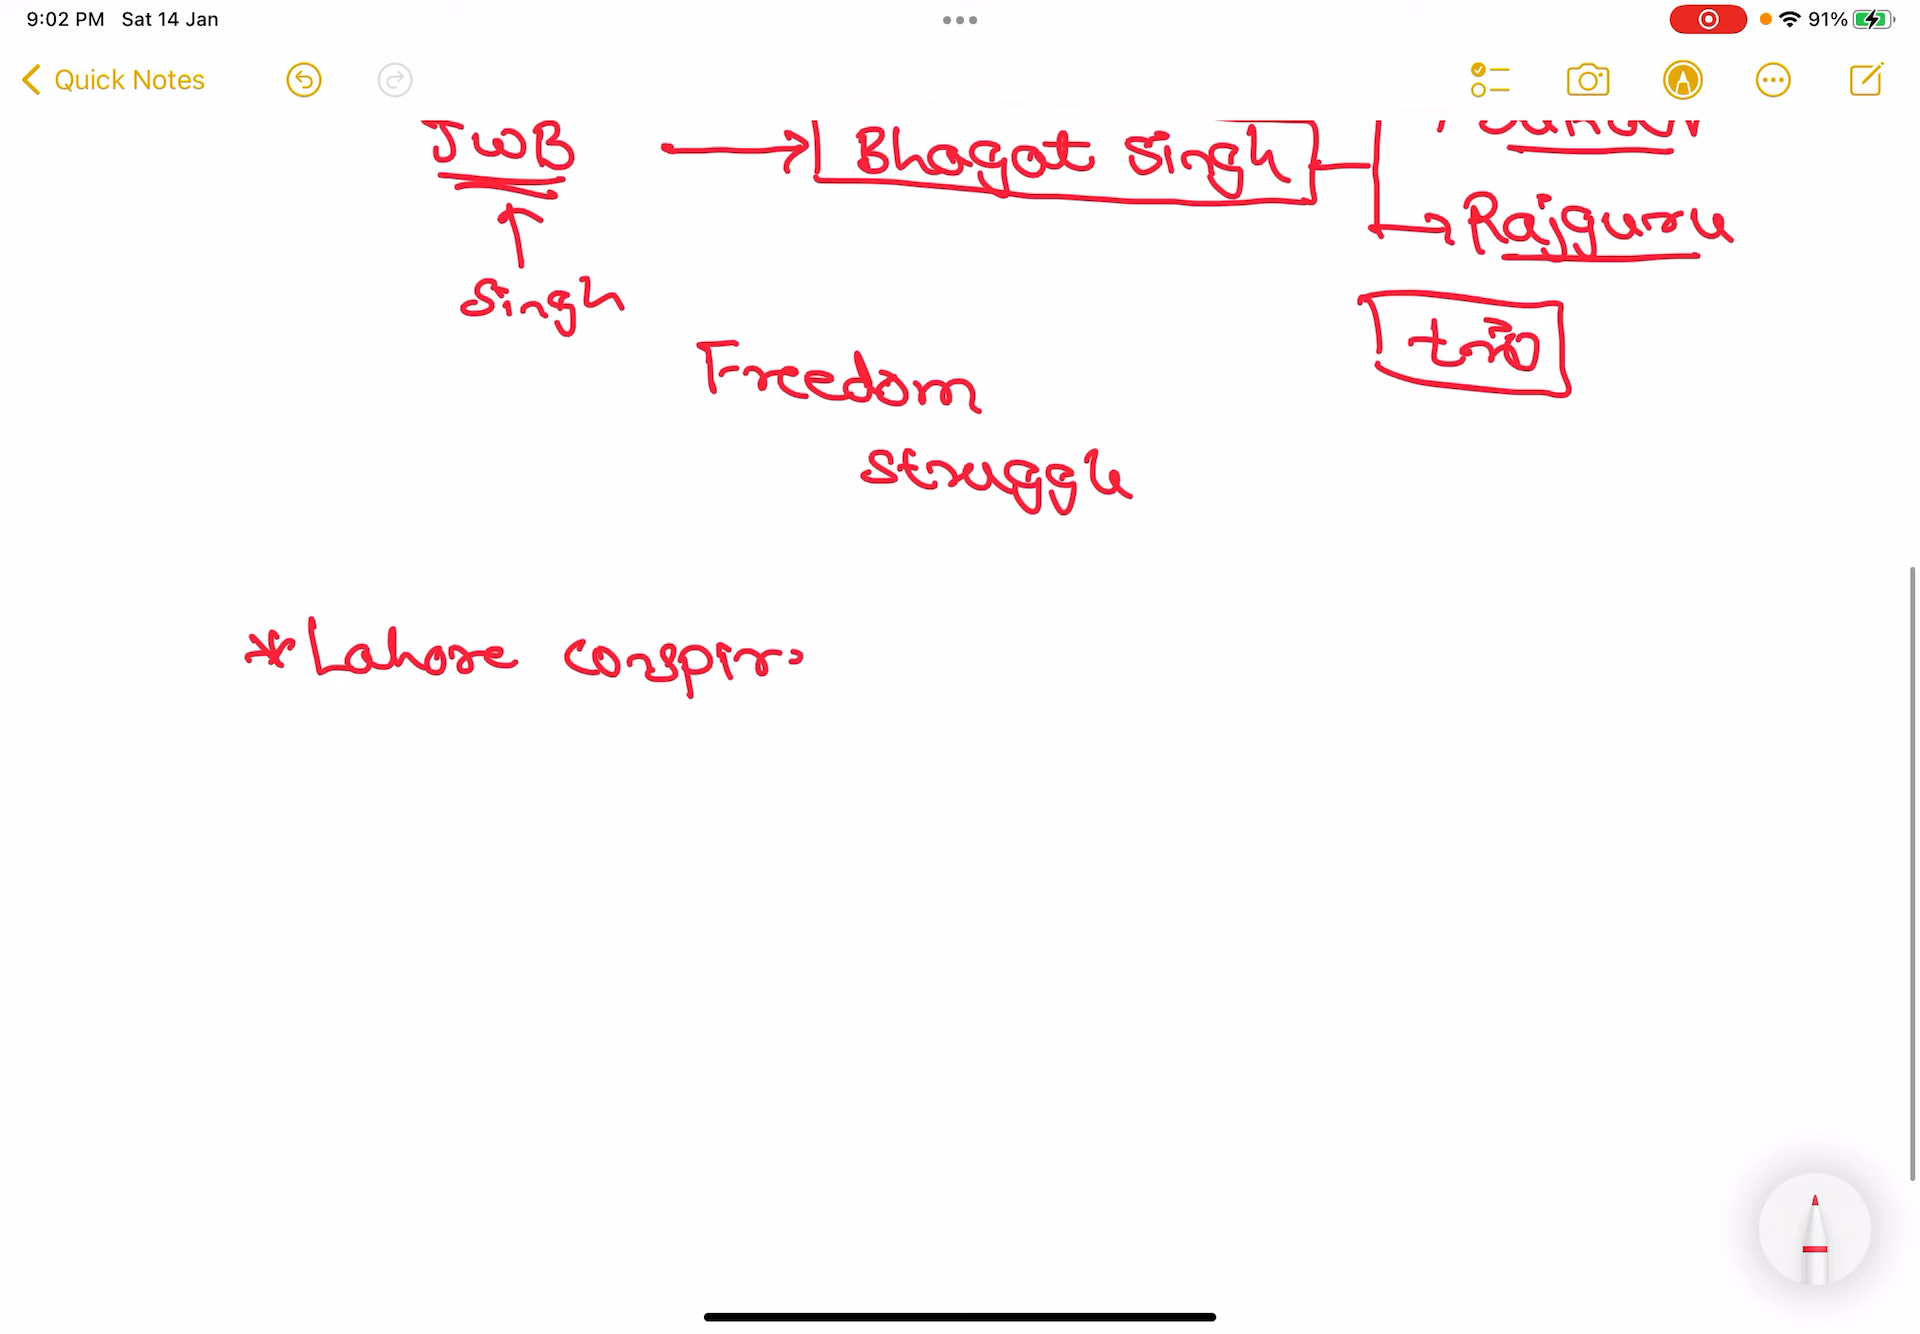 9:02 PM Sat 14 Jan
91%
Quick Notes
JWB
Bhagat Singh
Rajguru
Singh
trio
Freedom
struggle
*Lahore conspir